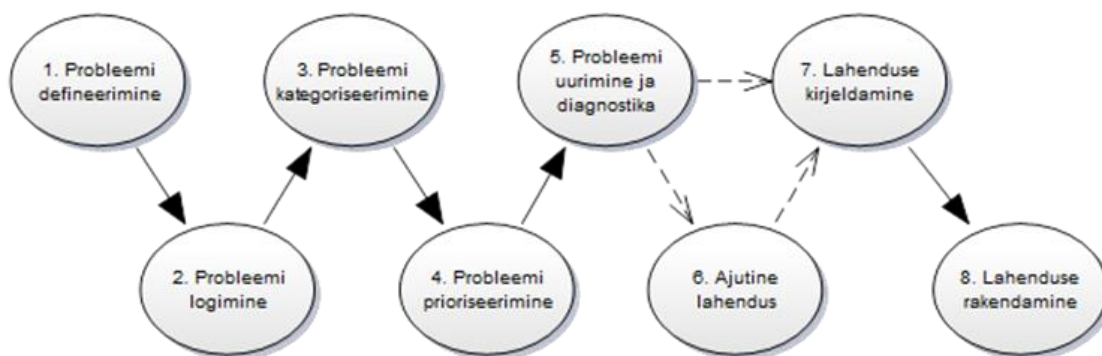 1. Probleemi
defineerimine
2. Probleemi
logimine
3. Probleemi
kategoriseerimine
4. Probleemi
prioriseerimine
5. Probleemi
uurimine ja
diagnostika
6. Ajutine
lahendus
7. Lahenduse
kirjeldamine
8. Lahenduse
rakendamine